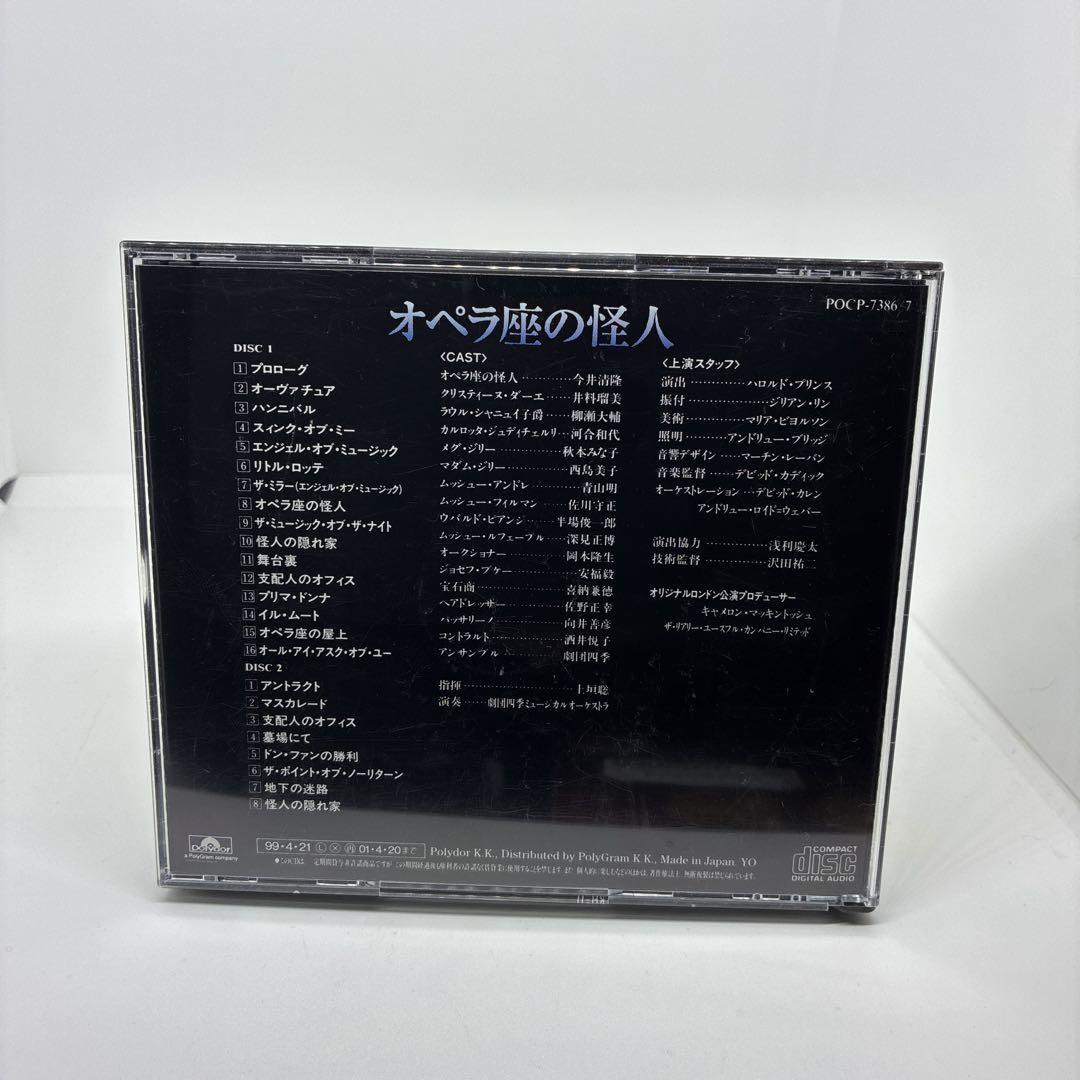 POCP-7386/7
オペラ座の怪人
DISC 1
1 プロローグ
2 オーヴァチュア
3 ハンニバル
4 スィンク・オブ・ミー
5 エンジェル・オブ・ミュージック
6 リトル・ロッテ
7 ザ・ミラー(エンジェル・オブ・ミュージック)
8 オペラ座の怪人
9 ザ・ミュージック・オブ・ザ・ナイト
10 怪人の隠れ家
11 舞台裏
12 支配人のオフィス
13 プリマ・ドンナ
14 イル・ムート
15 オペラ座の屋上
16 オール・アイ・アスク・オブ・ユー
DISC 2
1 アントラクト
2 マスカレード
3 支配人のオフィス
4 墓場にて
5 ドン・ファンの勝利
6 ザ・ポイント・オブ・ノーリターン
7 地下の迷路
8 怪人の隠れ家
〈CAST〉
オペラ座の怪人…………今井清隆
クリスティーヌ・ダーエ……井料瑠美
ラウル・シャニュイ子爵……柳瀬大輔
カルロッタ・ジュディチェルリ…河合和代
メグ・ジリー…………秋本みな子
マダム・ジリー…………西島美子
ムッシュー・アンドレ………青山明
ムッシュー・フィルマン……佐川守正
ウバルド・ピアンジ………半場俊一郎
ムッシュー・ルフェーブル…深見正博
オークショナー…………岡本隆生
ジョセフ・ブケー…………安福毅
宝石商…………喜納兼徳
ヘアドレッサー…………佐野正幸
パッサリーノ…………向井善彦
コントラルト…………酒井悦子
アンサンブル…………劇団四季
指揮…………上垣聡
演奏……劇団四季ミュージカルオーケストラ
〈上演スタッフ〉
演出…………ハロルド・プリンス
振付…………ジリアン・リン
美術…………マリア・ビヨルソン
照明…………アンドリュー・ブリッジ
音響デザイン……マーチン・レーバン
音楽監督………デビッド・カディック
オーケストレーション…デビッド・カレン
アンドリュー・ロイド=ウェバー
演出協力…………浅利慶太
技術監督…………沢田祐二
オリジナルロンドン公演プロデューサー
キャメロン・マッキントッシュ
ザ・リアリー・ユースフル・カンパニー・リミテッド
polydor
a PolyGram company
99・4・21 Ⓛ ⓧ 再 01・4・20まで
Polydor K.K., Distributed by PolyGram K.K., Made in Japan. YO
COMPACT
disc
DIGITAL AUDIO